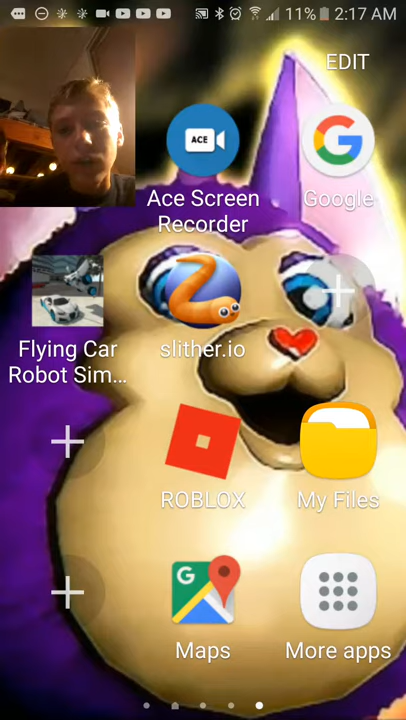 11% 2:17 AM
EDIT
ACE
Ace Screen
Recorder
Google
Flying Car
Robot Sim...
slither.io
ROBLOX
My Files
G
Maps
More apps